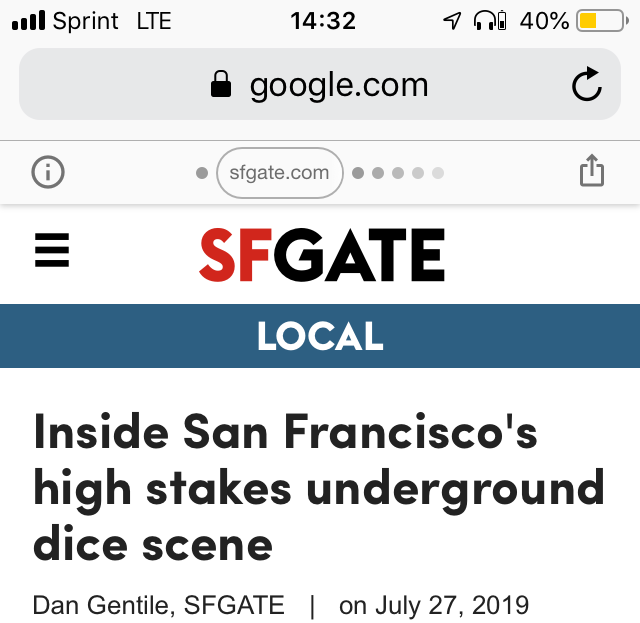 Sprint LTE 14:32 40%
google.com
sfgate.com
SFGATE
LOCAL
Inside San Francisco's
high stakes underground
dice scene
Dan Gentile, SFGATE | on July 27, 2019